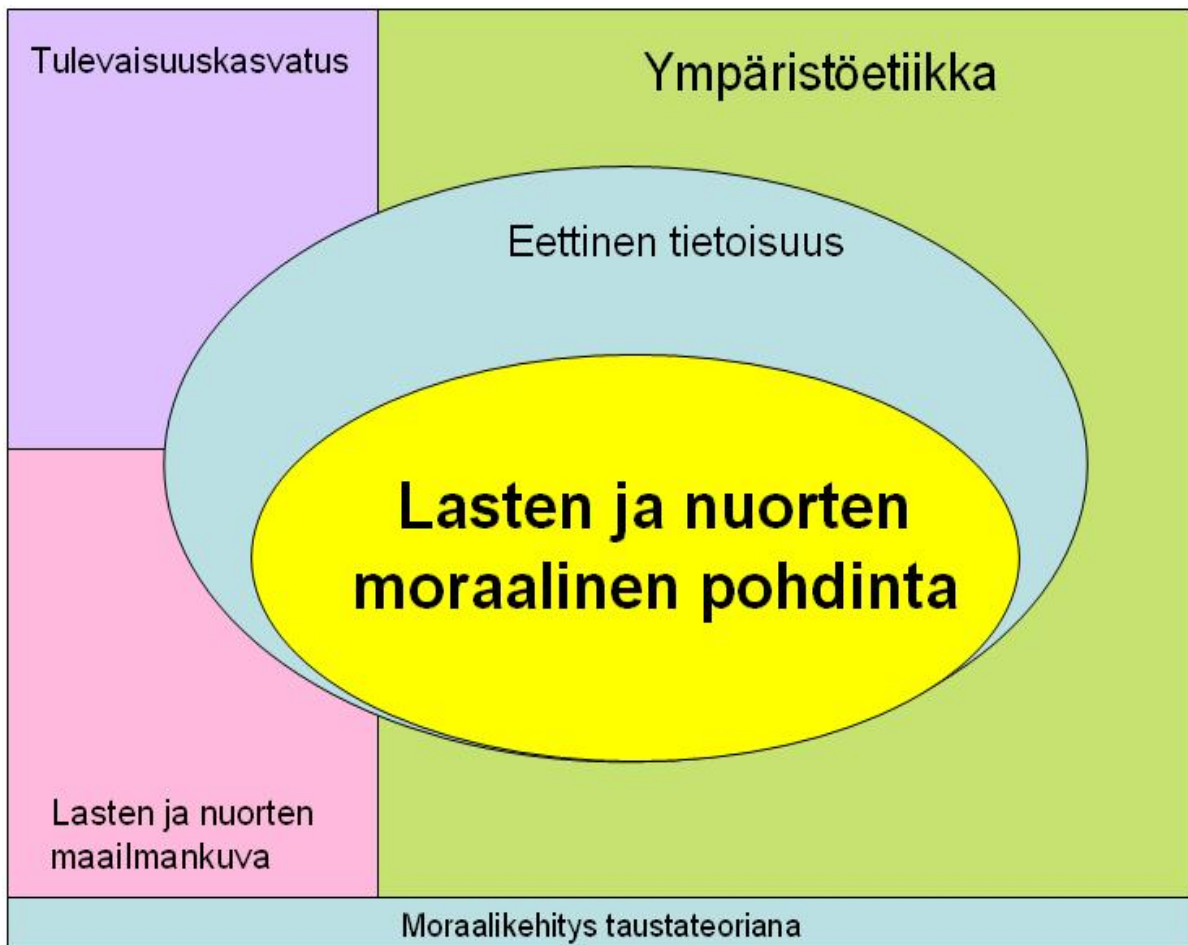 Tulevaisuuskasvatus
Ympäristöetiikka
Eettinen tietoisuus
Lasten ja nuorten
moraalinen pohdinta
Lasten ja nuorten
maailmankuva
Moraalikehitys taustateoriana